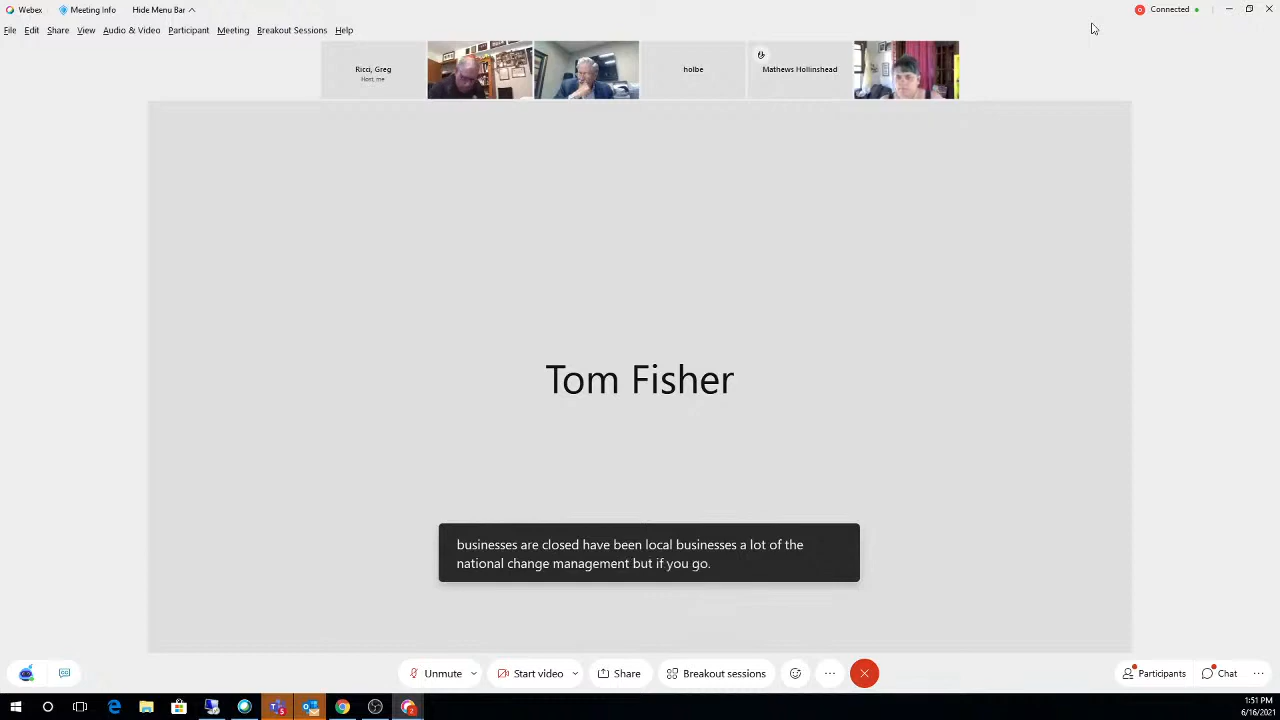 Webex
Meeting Info
Hide Menu Bar
Connected
File
Edit
Share
View
Audio & Video
Participant
Meeting
Breakout Sessions
Help
Ricci, Greg
Host, me
holbe
Mathews Hollinshead
Tom Fisher
businesses are closed have been local businesses a lot of the
national change management but if you go.
Unmute
Start video
Share
Breakout sessions
Participants
Chat
1:51 PM
6/16/2021